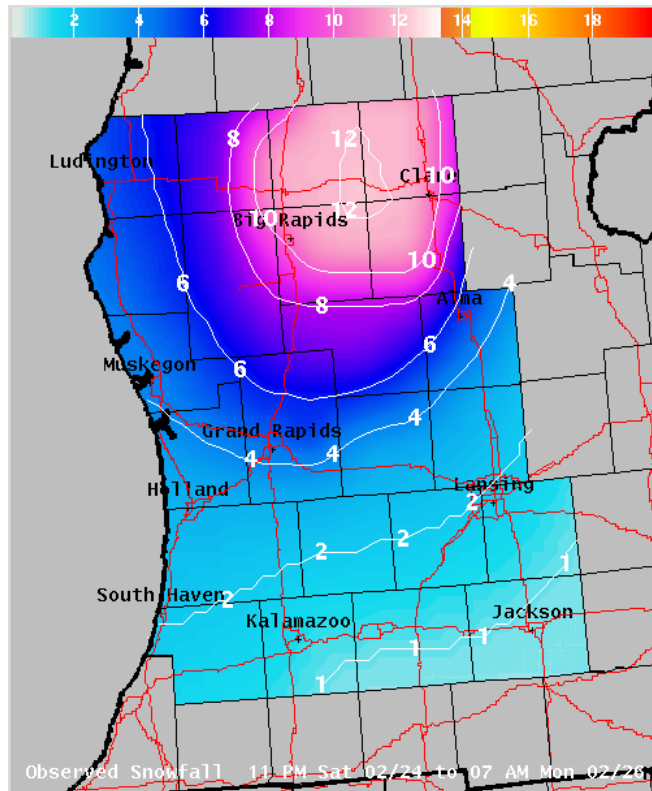 2 4 6 8 10 12 14 16 18
8 12
Ludington
10
Clare
12
10
Big Rapids
10
6 4
8 Alma
6
Muskegon 6
4
Grand Rapids
4 4
Holland Lansing
2
2 2
1
South Haven 2
Kalamazoo Jackson
1 1
1
Observed Snowfall 11 PM Sat 02/24 to 07 AM Mon 02/26